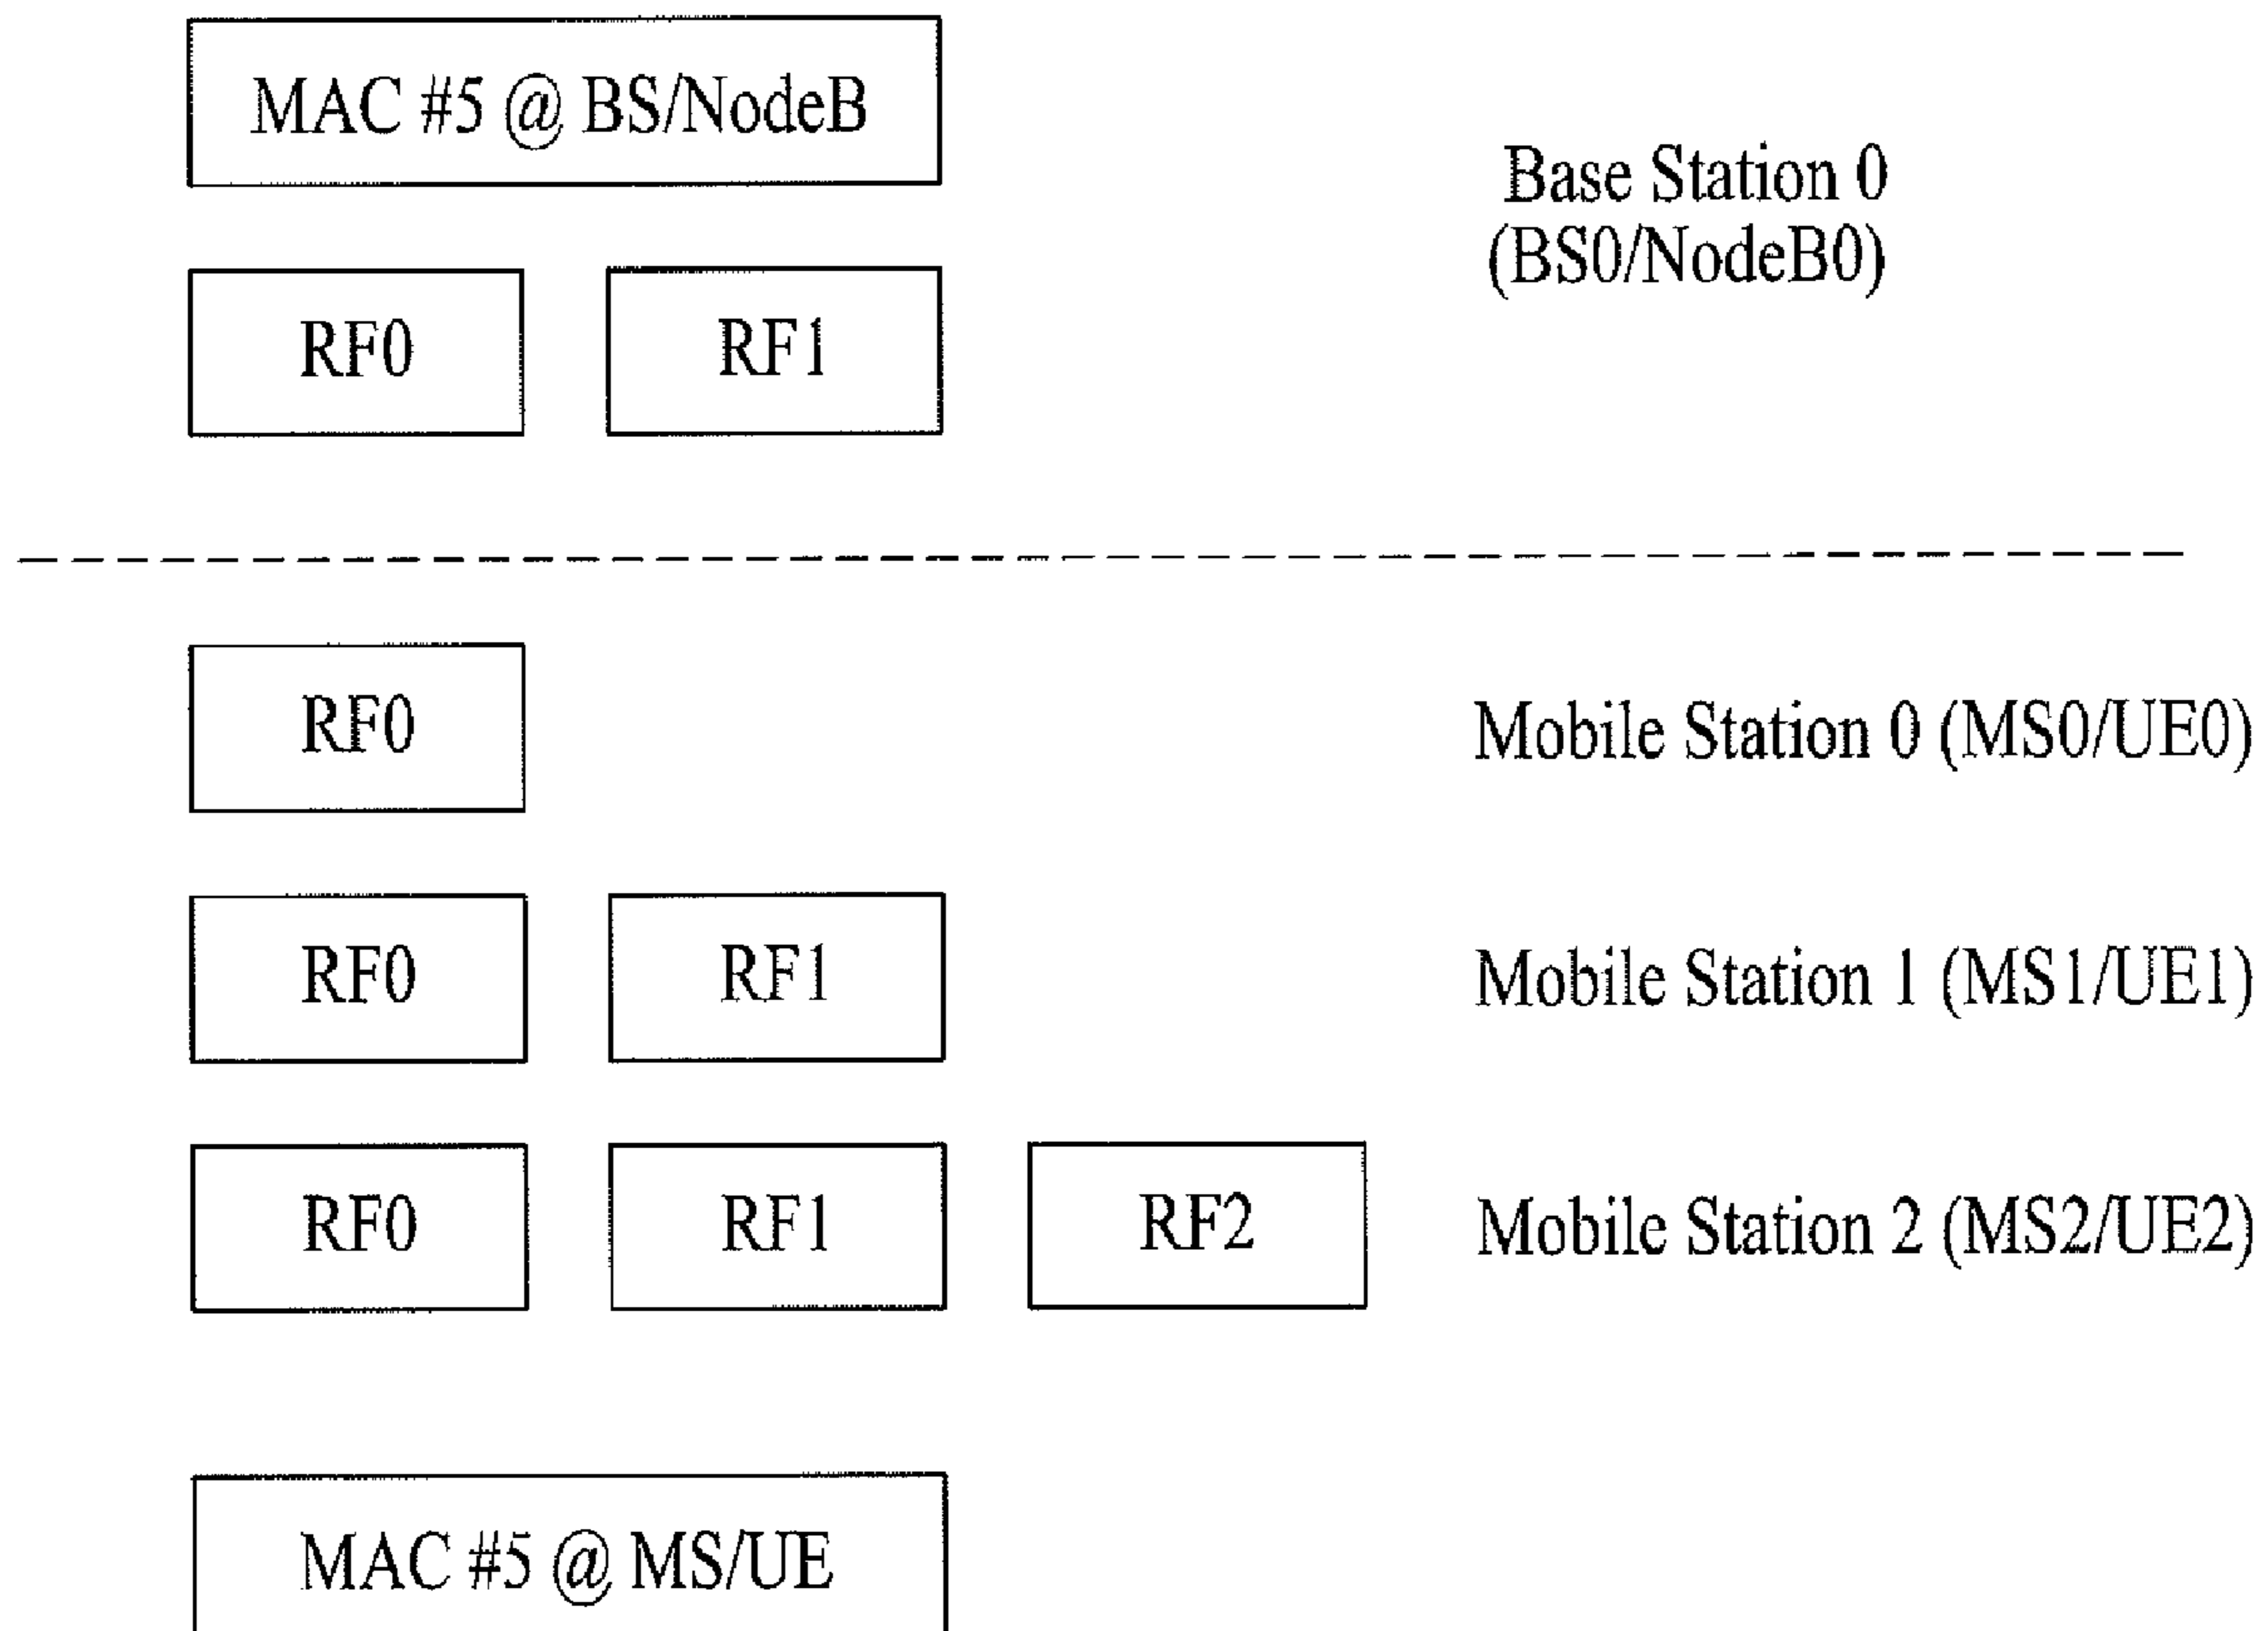 MAC #5 @ BS/NodeB
Base Station 0
(BS0/NodeB0)
RF0
RF1
RF0
Mobile Station 0 (MS0/UE0)
RF0
RF1
Mobile Station 1 (MS1/UE1)
RF0
RF1
RF2
Mobile Station 2 (MS2/UE2)
MAC #5 @ MS/UE